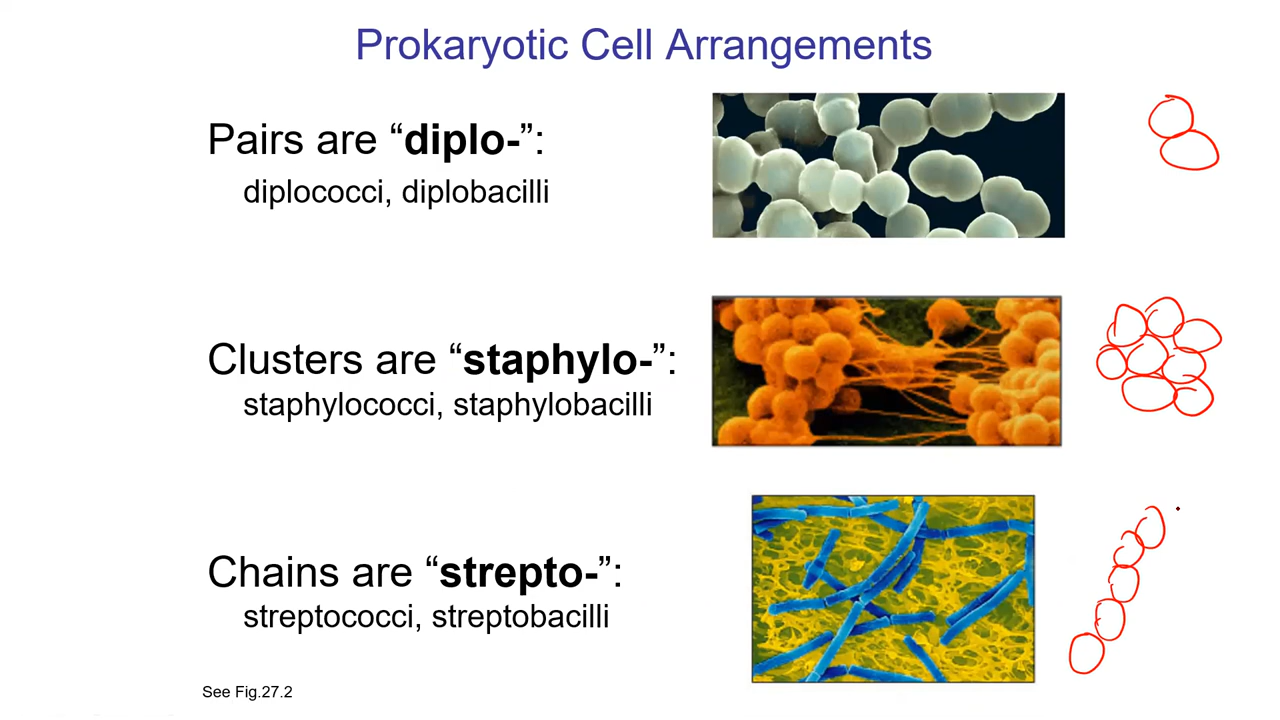 Prokaryotic Cell Arrangements
Pairs are “diplo-”:
diplococci, diplobacilli
Clusters are “staphylo-”:
staphylococci, staphylobacilli
Chains are “strepto-”:
streptococci, streptobacilli
See Fig.27.2